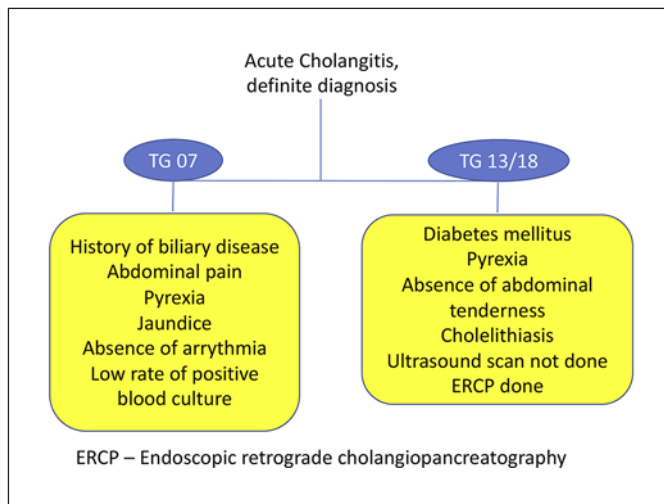 Acute Cholangitis,
definite diagnosis
TG 07
TG 13/18
History of biliary disease
Abdominal pain
Pyrexia
Jaundice
Absence of arrythmia
Low rate of positive
blood culture
Diabetes mellitus
Pyrexia
Absence of abdominal
tenderness
Cholelithiasis
Ultrasound scan not done
ERCP done
ERCP – Endoscopic retrograde cholangiopancreatography